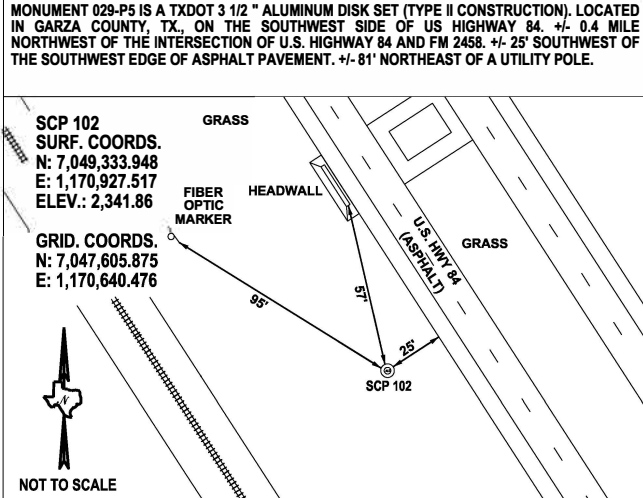 MONUMENT 029-P5 IS A TXDOT 3 1/2 " ALUMINUM DISK SET (TYPE II CONSTRUCTION). LOCATED
IN GARZA COUNTY, TX., ON THE SOUTHWEST SIDE OF US HIGHWAY 84. +/- 0.4 MILE
NORTHWEST OF THE INTERSECTION OF U.S. HIGHWAY 84 AND FM 2458. +/- 25' SOUTHWEST OF
THE SOUTHWEST EDGE OF ASPHALT PAVEMENT. +/- 81' NORTHEAST OF A UTILITY POLE.
SCP 102
SURF. COORDS.
N: 7,049,333.948
E: 1,170,927.517
ELEV.: 2,341.86
GRID. COORDS.
N: 7,047,605.875
E: 1,170,640.476
GRASS
FIBER
OPTIC
MARKER
HEADWALL
U.S. HWY 84
(ASPHALT)
GRASS
95'
57'
25'
SCP 102
N
NOT TO SCALE